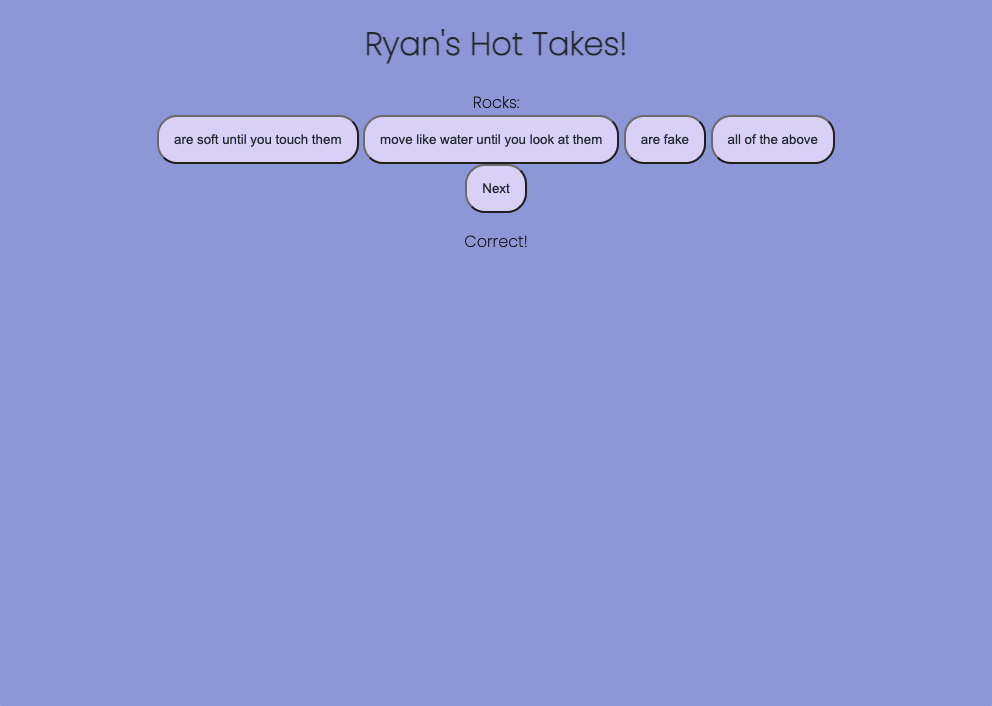 Ryan's Hot Takes!
Rocks:
are soft until you touch them move like water until you look at them are fake all of the above
Next
Correct!